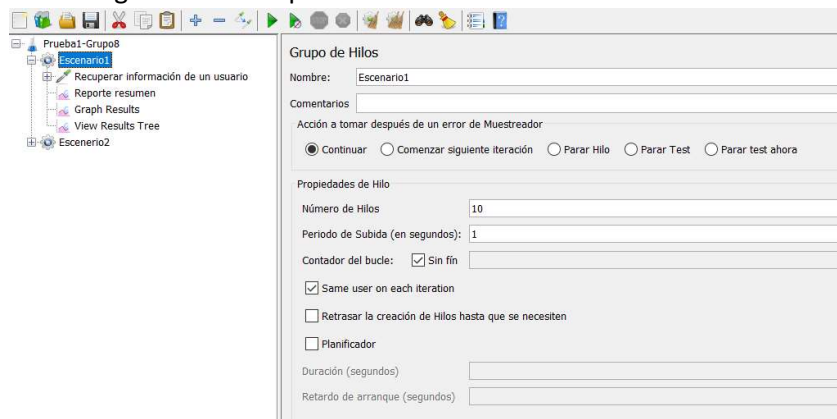 Prueba1-Grupo8
Escenario1
Recuperar información de un usuario
Reporte resumen
Graph Results
View Results Tree
Escenerio2
Grupo de Hilos
Nombre: Escenario1
Comentarios
Acción a tomar después de un error de Muestreador
Continuar Comenzar siguiente iteración Parar Hilo Parar Test Parar test ahora
Propiedades de Hilo
Número de Hilos 10
Periodo de Subida (en segundos): 1
Contador del bucle: Sin fín
Same user on each iteration
Retrasar la creación de Hilos hasta que se necesiten
Planificador
Duración (segundos)
Retardo de arranque (segundos)